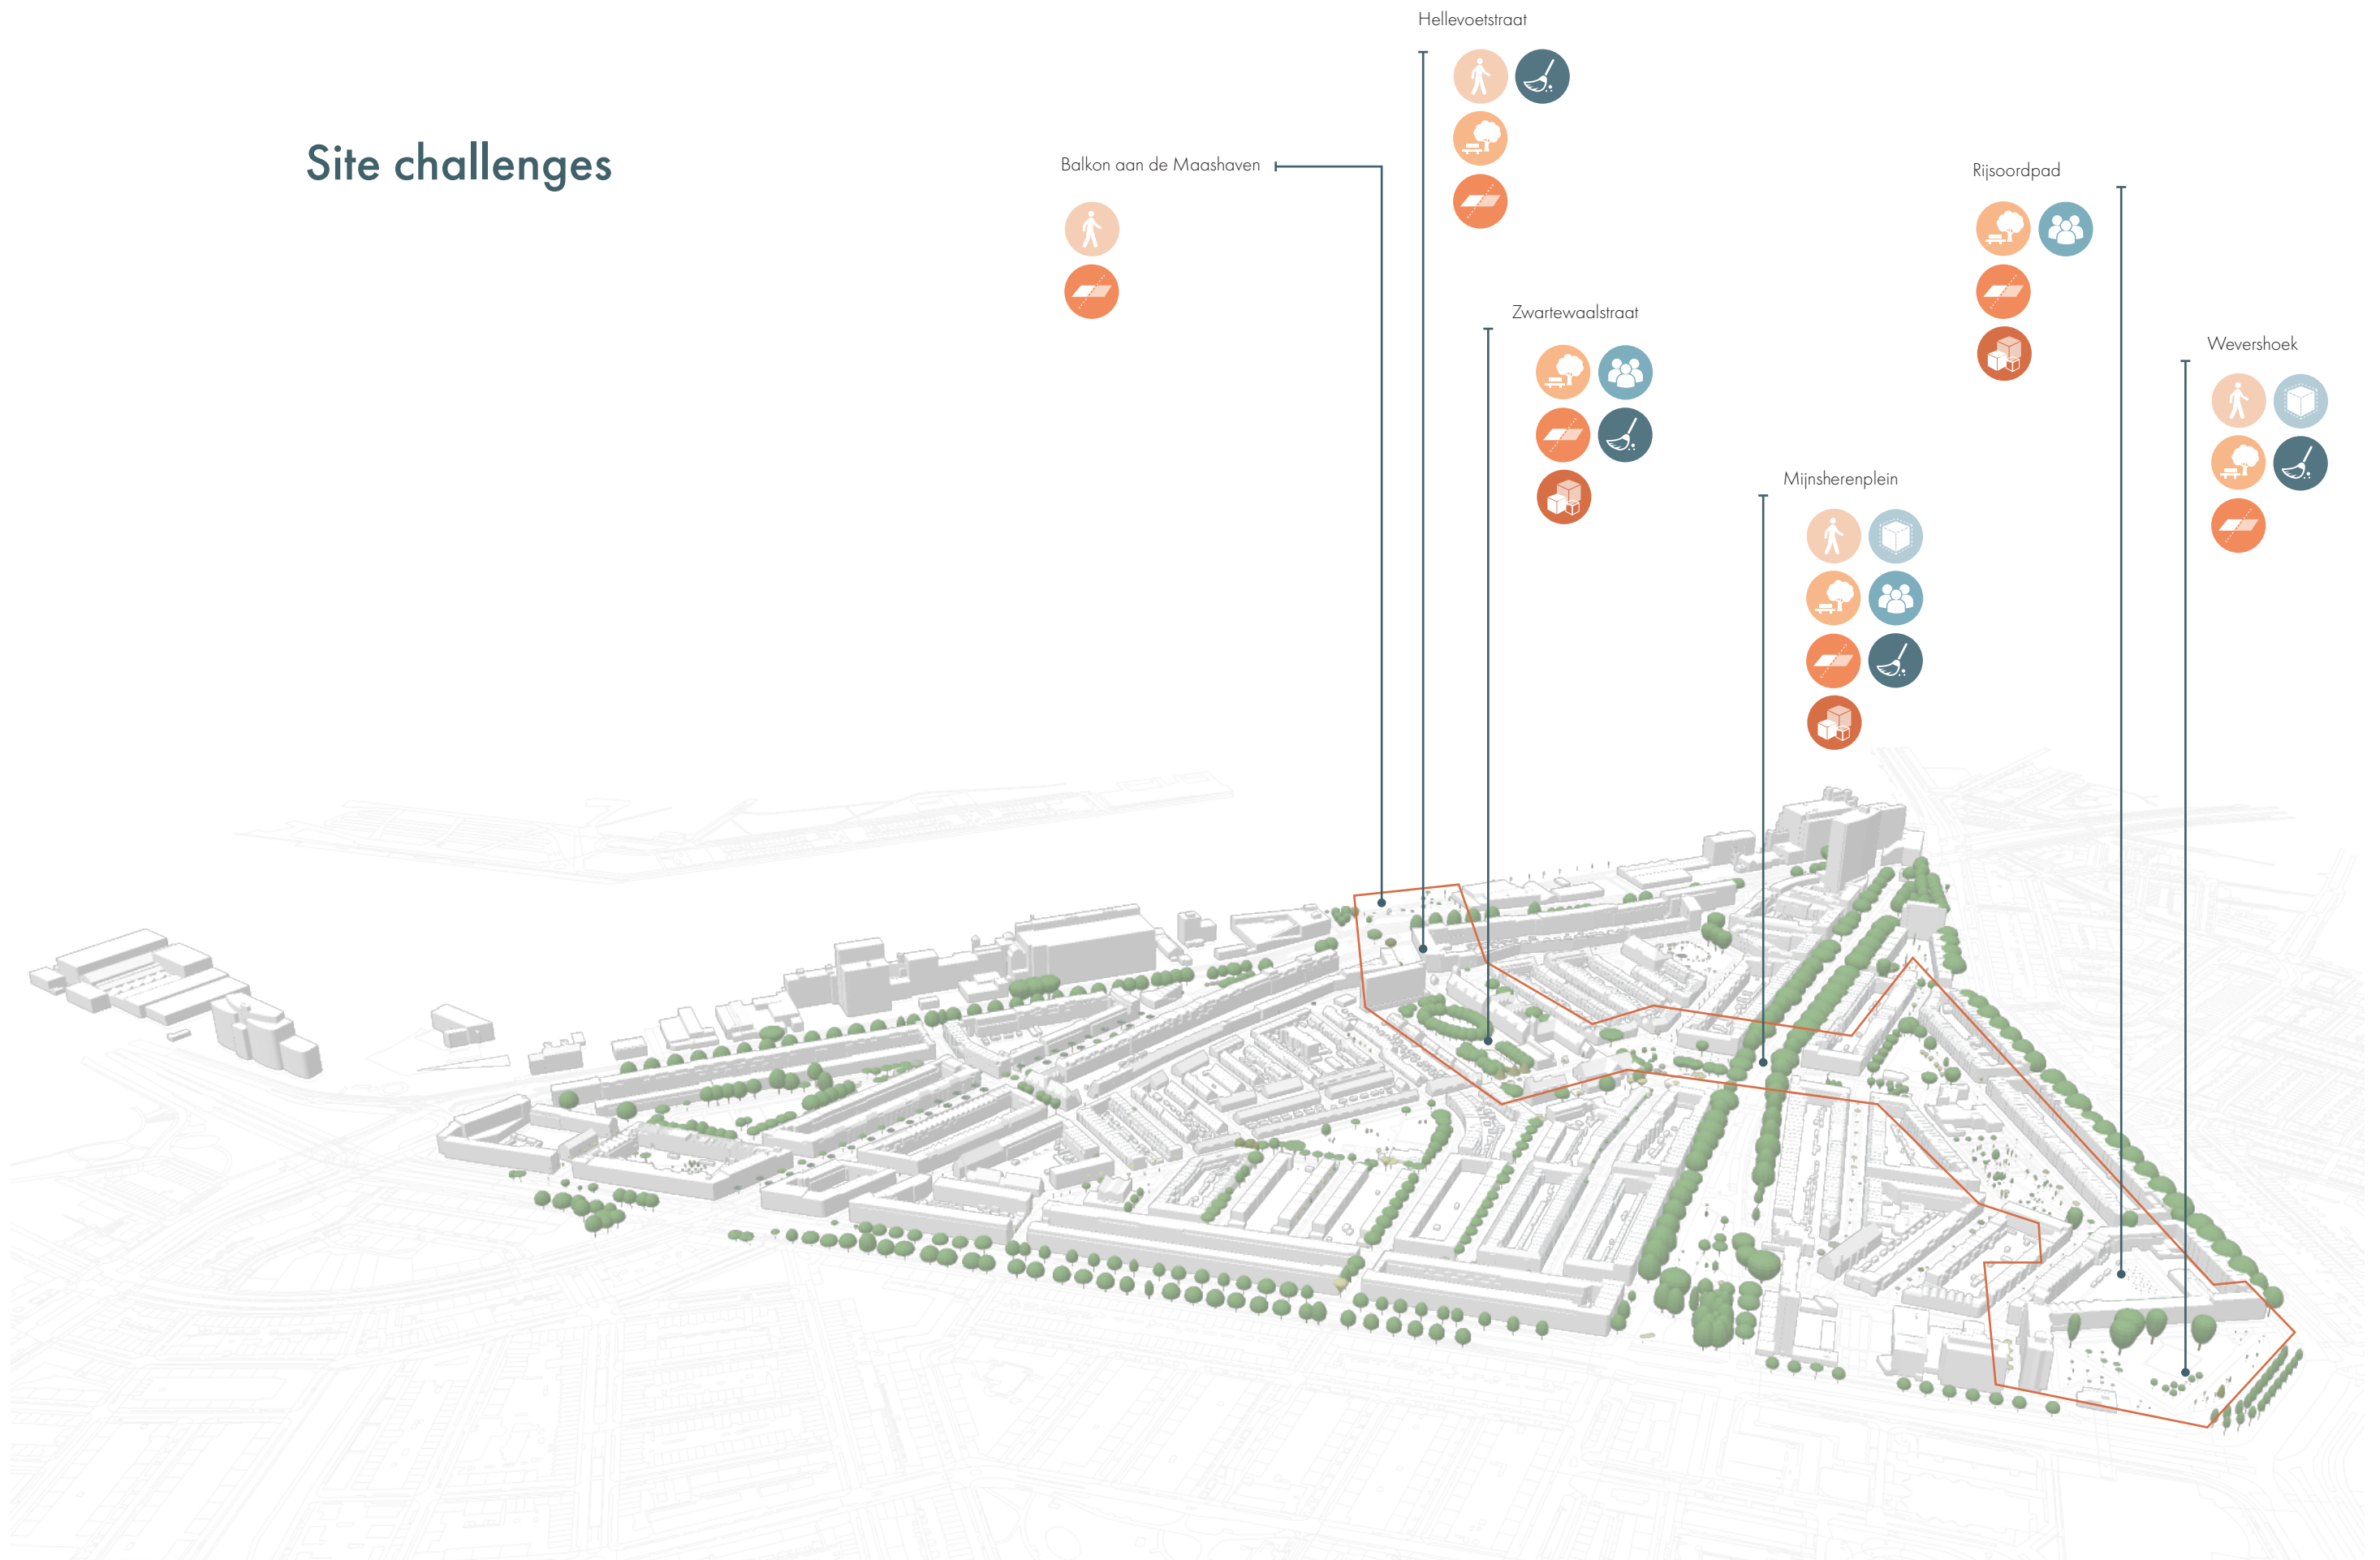 Site challenges
Balkon aan de Maashaven
Hellevoetstraat
Zwartewaalstraat
Mijnsherenplein
Rijsoordpad
Wevershoek